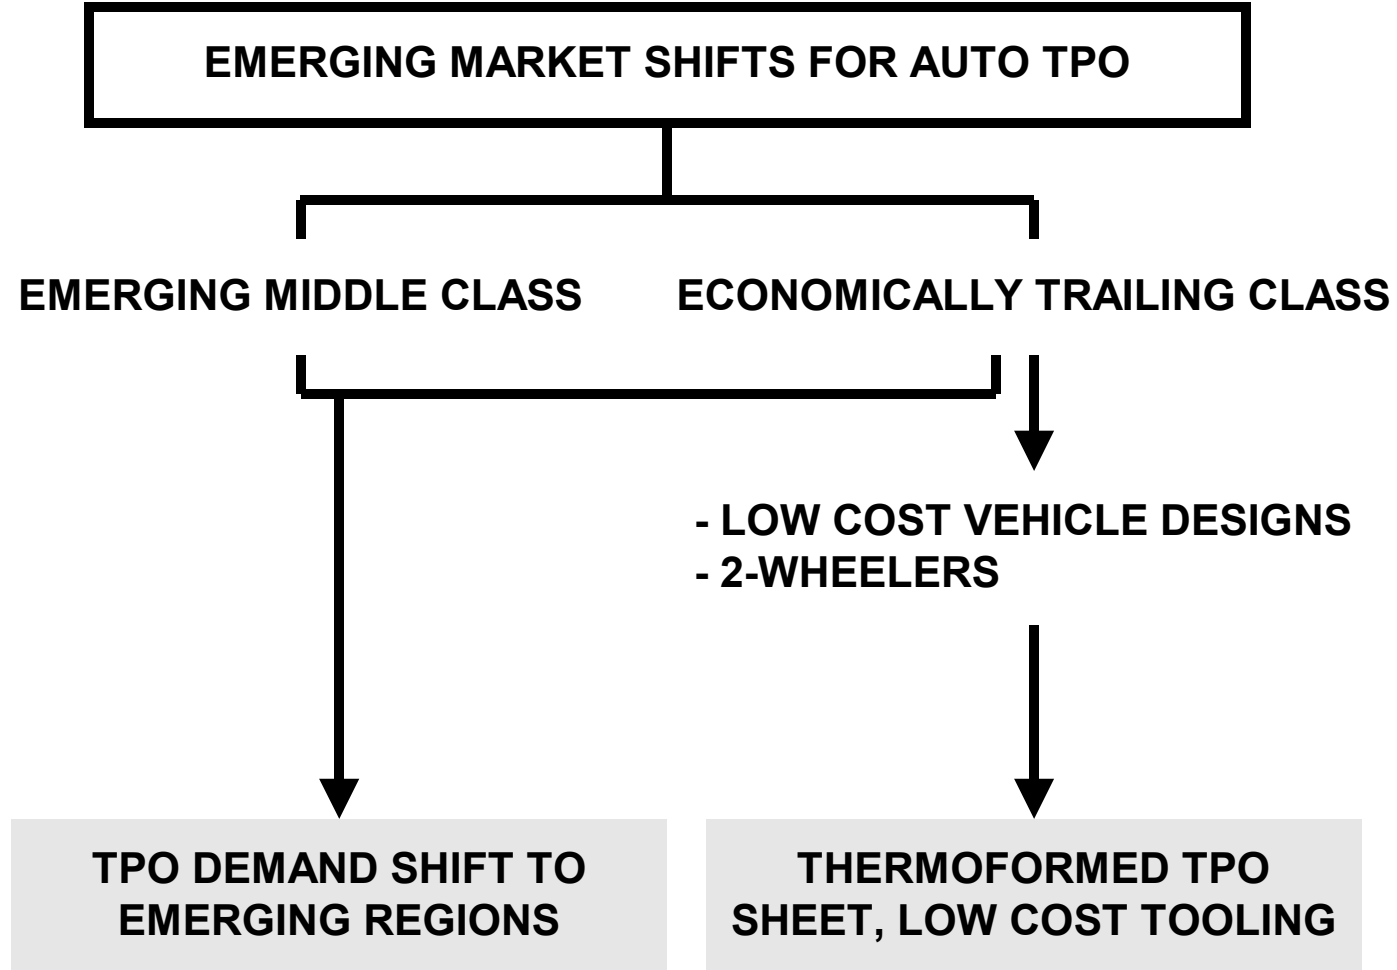 EMERGING MARKET SHIFTS FOR AUTO TPO
EMERGING MIDDLE CLASS
ECONOMICALLY TRAILING CLASS
- LOW COST VEHICLE DESIGNS
- 2-WHEELERS
TPO DEMAND SHIFT TO
EMERGING REGIONS
THERMOFORMED TPO
SHEET, LOW COST TOOLING